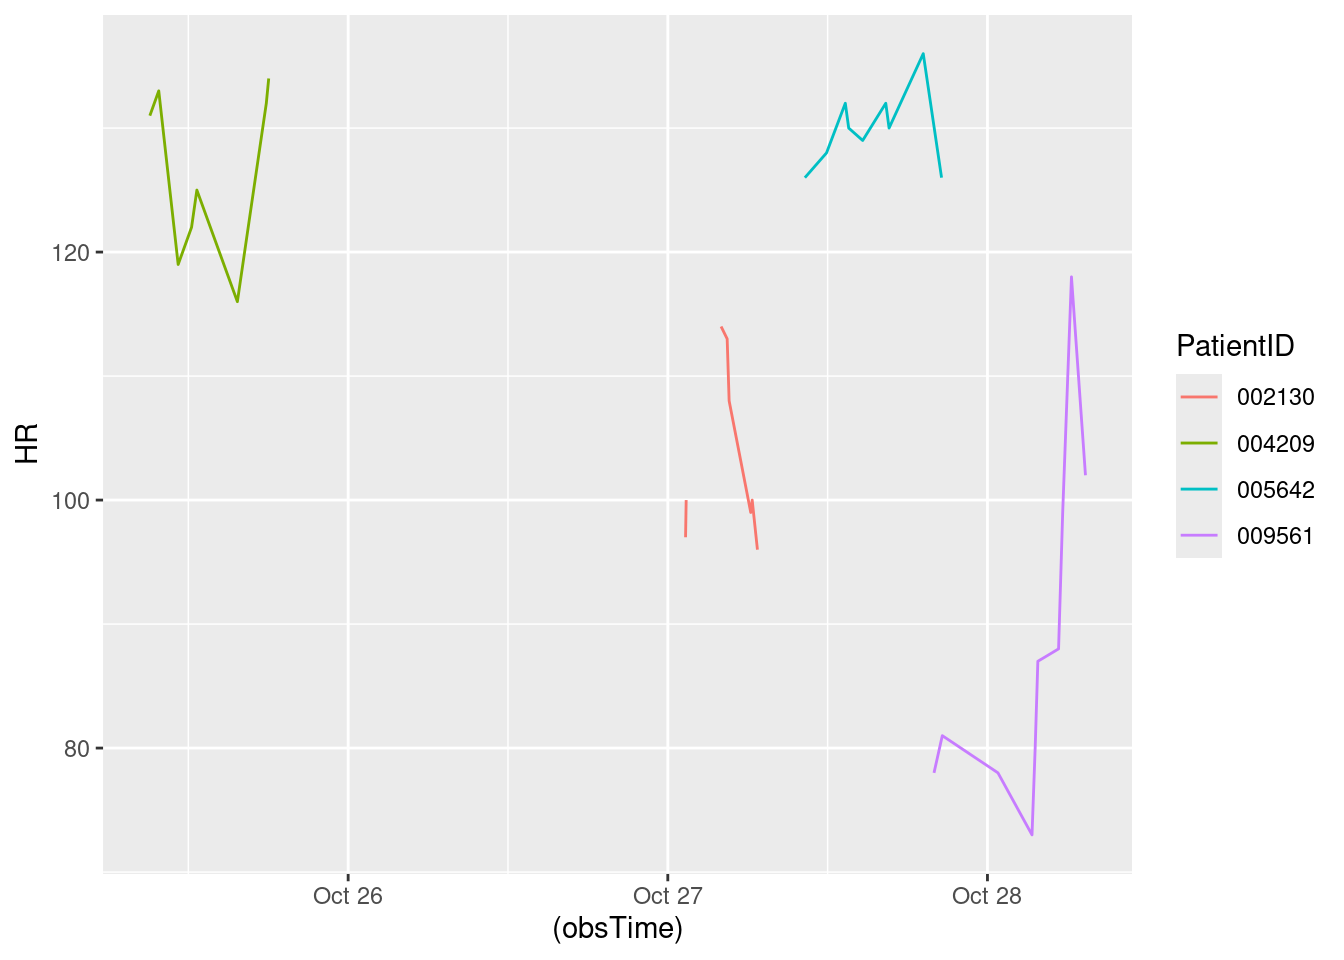 HR
120
100
80
Oct 26
Oct 27
Oct 28
(obsTime)
PatientID
002130
004209
005642
009561